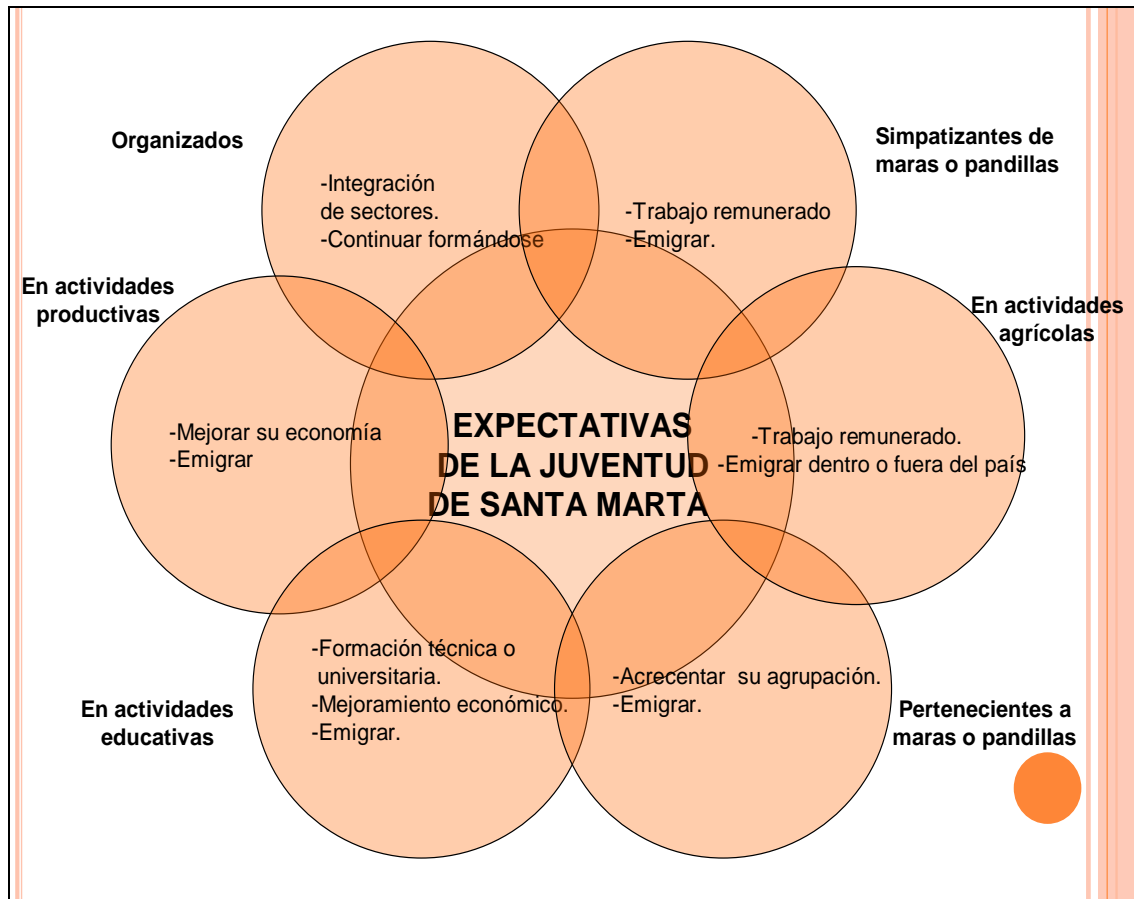 Organizados
-Integración
de sectores.
-Continuar formándose
Simpatizantes de
maras o pandillas
-Trabajo remunerado
-Emigrar.
En actividades
productivas
-Mejorar su economía
-Emigrar
EXPECTATIVAS
DE LA JUVENTUD
DE SANTA MARTA
En actividades
agrícolas
-Trabajo remunerado.
-Emigrar dentro o fuera del país
En actividades
educativas
-Formación técnica o
universitaria.
-Mejoramiento económico.
-Emigrar.
-Acrecentar su agrupación.
-Emigrar.
Pertenecientes a
maras o pandillas